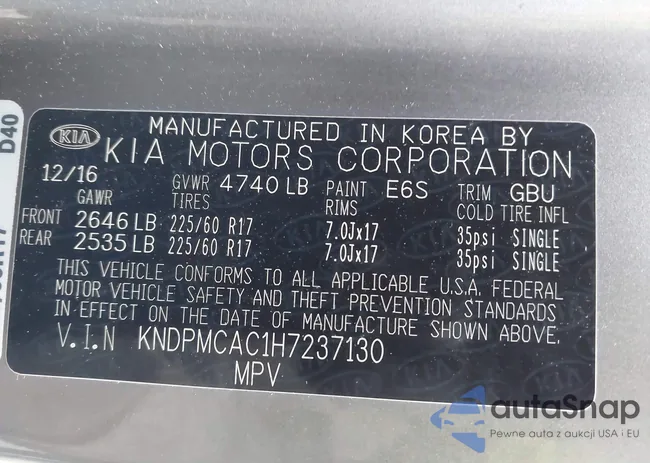 D40
KIA
MANUFACTURED IN KOREA BY
KIA MOTORS CORPORATION
12/16 GVWR 4740 LB PAINT E6S TRIM GBU
GAWR TIRES RIMS COLD TIRE INFL
FRONT 2646 LB 225/60 R17 7.0Jx17 35psi SINGLE
REAR 2535 LB 225/60 R17 7.0Jx17 35psi SINGLE
THIS VEHICLE CONFORMS TO ALL APPLICABLE U.S.A. FEDERAL
MOTOR VEHICLE SAFETY AND THEFT PREVENTION STANDARDS
IN EFFECT ON THE DATE OF MANUFACTURE SHOWN ABOVE.
V.I.N KNDPMCAC1H7237130
MPV
autaSnap
Pewne auta z aukcji USA i EU